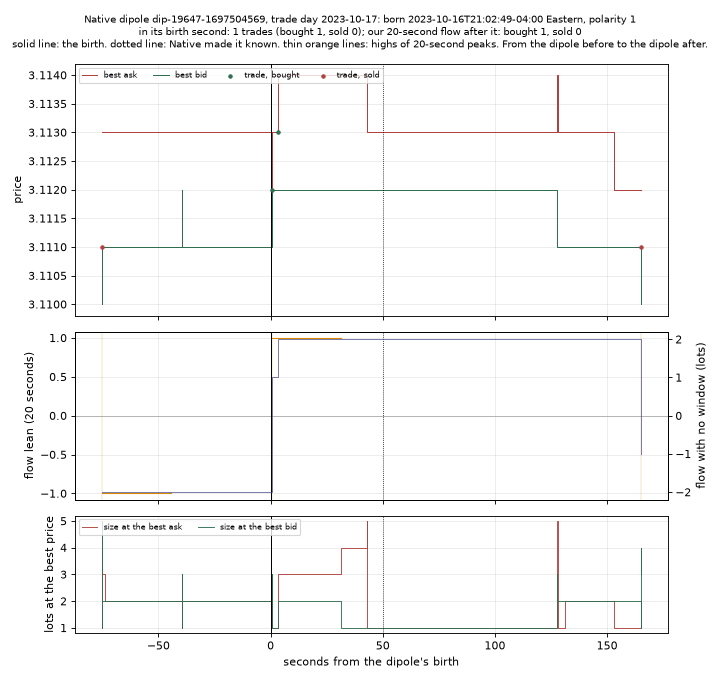 Native dipole dip-19647-1697504569, trade day 2023-10-17: born 2023-10-16T21:02:49-04:00 Eastern, polarity 1
in its birth second: 1 trades (bought 1, sold 0); our 20-second flow after it: bought 1, sold 0
solid line: the birth. dotted line: Native made it known. thin orange lines: highs of 20-second peaks. From the dipole before to the dipole after.
best ask best bid trade, bought trade, sold
3.1140
3.1135
3.1130
3.1125
3.1120
3.1115
3.1110
3.1105
3.1100
price
1.0
0.5
0.0
−0.5
−1.0
flow lean (20 seconds)
2
1
0
−1
−2
flow with no window (lots)
size at the best ask size at the best bid
5
4
3
2
1
lots at the best price
−50 0 50 100 150
seconds from the dipole's birth